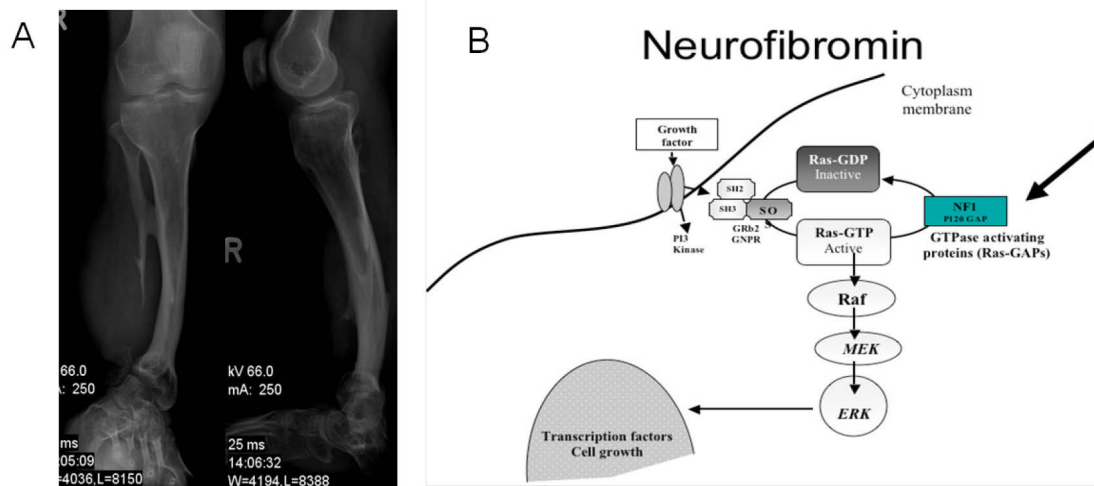 A
R
R
66.0
A: 250
ms
:05:09
=4036,L=8150
kV 66.0
mA: 250
25 ms
14:06:32
W=4194,L=8388
B
Neurofibromin
Cytoplasm
membrane
Growth
factor
Ras-GDP
Inactive
SH2
SH3
SO
S
GRb2
GNPR
PI3
Kinase
Ras-GTP
Active
NF1
P120 GAP
GTPase activating
proteins (Ras-GAPs)
Raf
MEK
ERK
Transcription factors
Cell growth